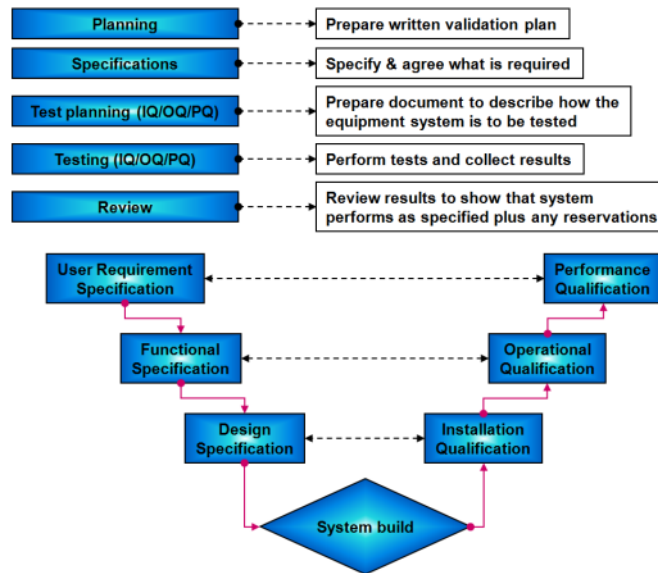 Planning
Prepare written validation plan
Specifications
Specify & agree what is required
Test planning (IQ/OQ/PQ)
Prepare document to describe how the
equipment system is to be tested
Testing (IQ/OQ/PQ)
Perform tests and collect results
Review
Review results to show that system
performs as specified plus any reservations
User Requirement
Specification
Performance
Qualification
Functional
Specification
Operational
Qualification
Design
Specification
Installation
Qualification
System build